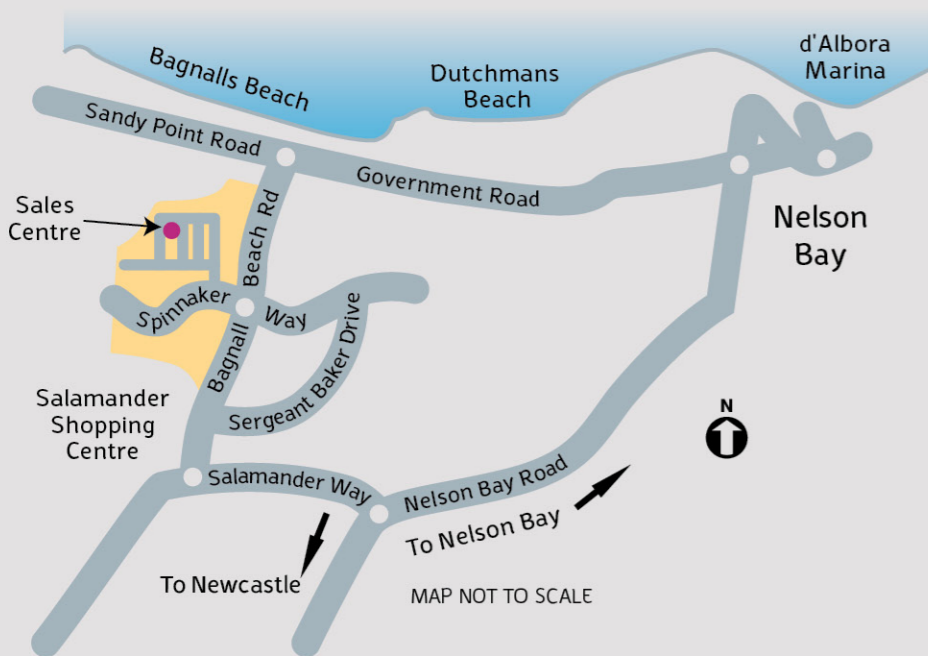 d'Albora
Marina
Bagnalls Beach
Dutchmans
Beach
Sandy Point Road
Government Road
Sales
Centre
Nelson
Bay
Bagnall Beach Rd
Spinnaker Way
Sergeant Baker Drive
Salamander
Shopping
Centre
N
Salamander Way
Nelson Bay Road
To Nelson Bay
To Newcastle
MAP NOT TO SCALE